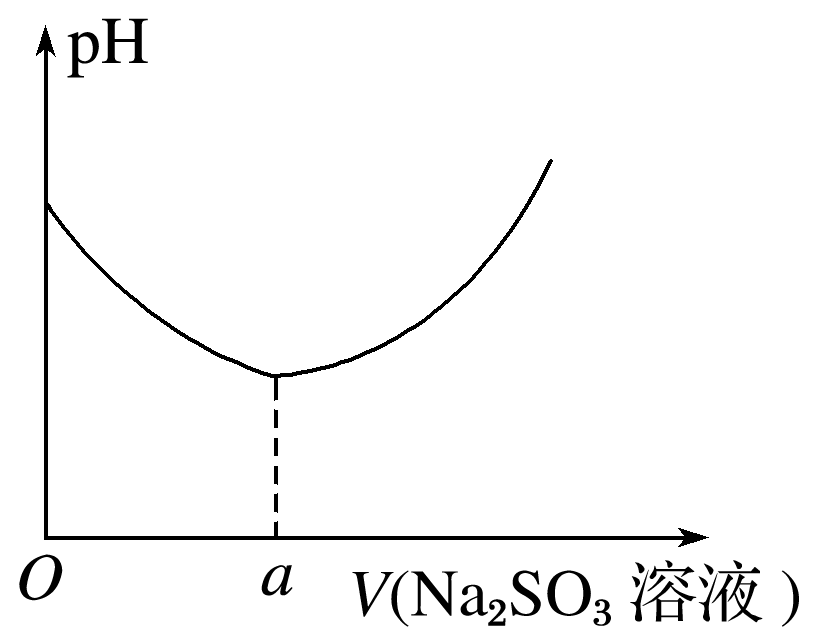 pH
O
a
V(Na₂SO₃ 溶液 )